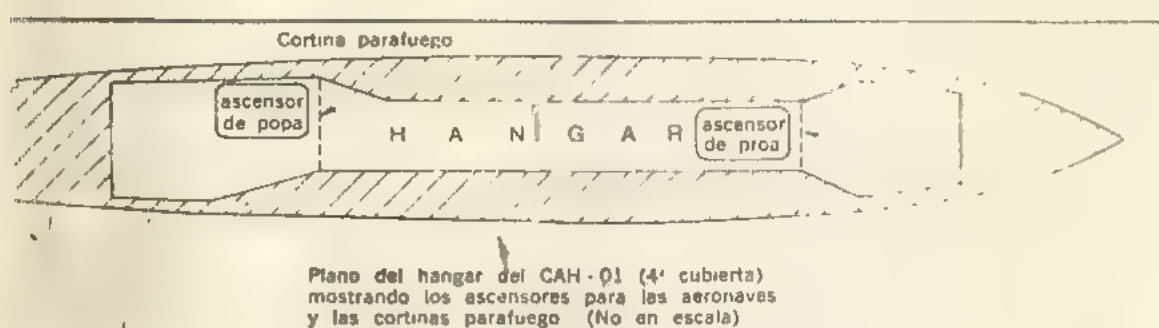 Cortina parafuego
ascensor
de popa
HANGAR
ascensor
de proa
Plano del hangar del CAH-01 (4ª cubierta)
mostrando los ascensores para las aeronaves
y las cortinas parafuego (No en escala)